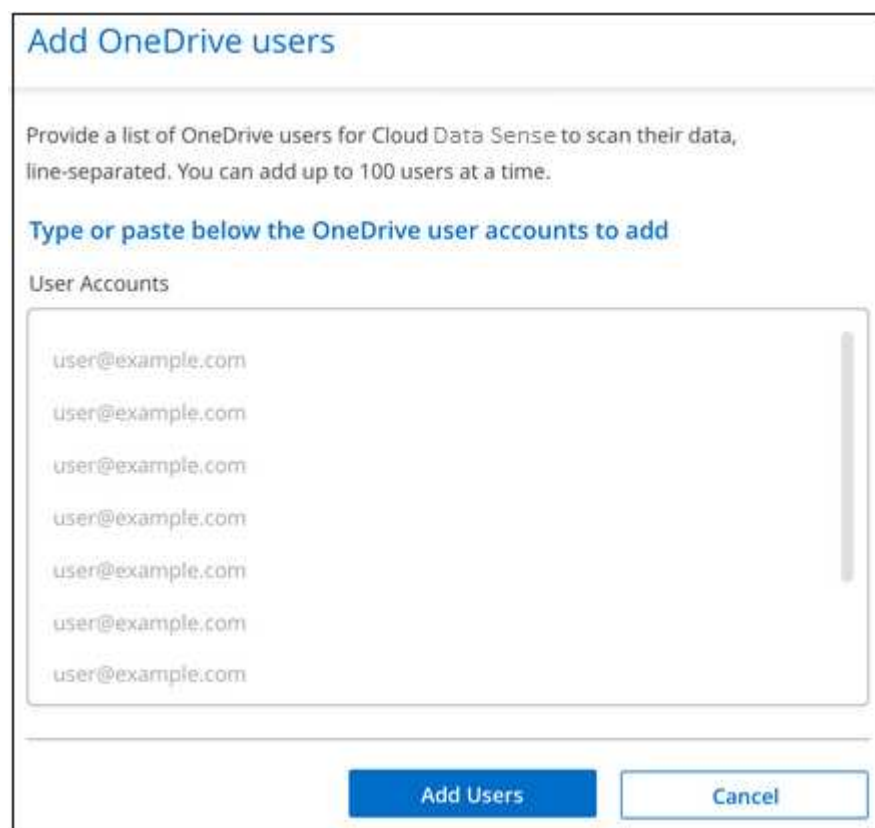 Add OneDrive users
Provide a list of OneDrive users for Cloud Data Sense to scan their data,
line-separated. You can add up to 100 users at a time.
Type or paste below the OneDrive user accounts to add
User Accounts
user@example.com
user@example.com
user@example.com
user@example.com
user@example.com
user@example.com
user@example.com
Add Users
Cancel